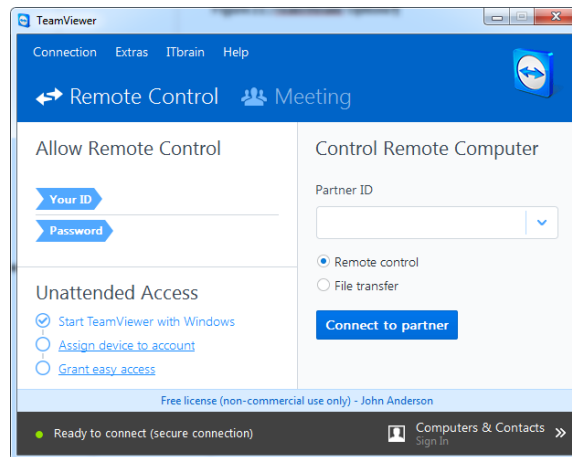 TeamViewer
Connection Extras ITbrain Help
Remote Control Meeting
Allow Remote Control
Your ID
Password
Unattended Access
Start TeamViewer with Windows
Assign device to account
Grant easy access
Control Remote Computer
Partner ID
Remote control
File transfer
Connect to partner
Free license (non-commercial use only) - John Anderson
Ready to connect (secure connection)
Computers & Contacts
Sign In